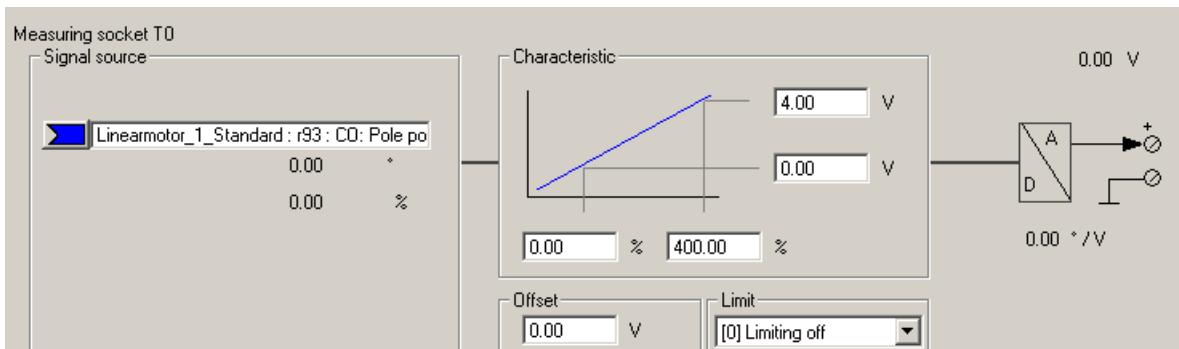 Measuring socket T0
Signal source
Linearmotor_1_Standard : r93 : CO: Pole po
0.00 °
0.00 %
Characteristic
4.00 V
0.00 V
0.00 % 400.00 %
Offset
0.00 V
Limit
[0] Limiting off
0.00 V
A
D
+
0.00 ° / V